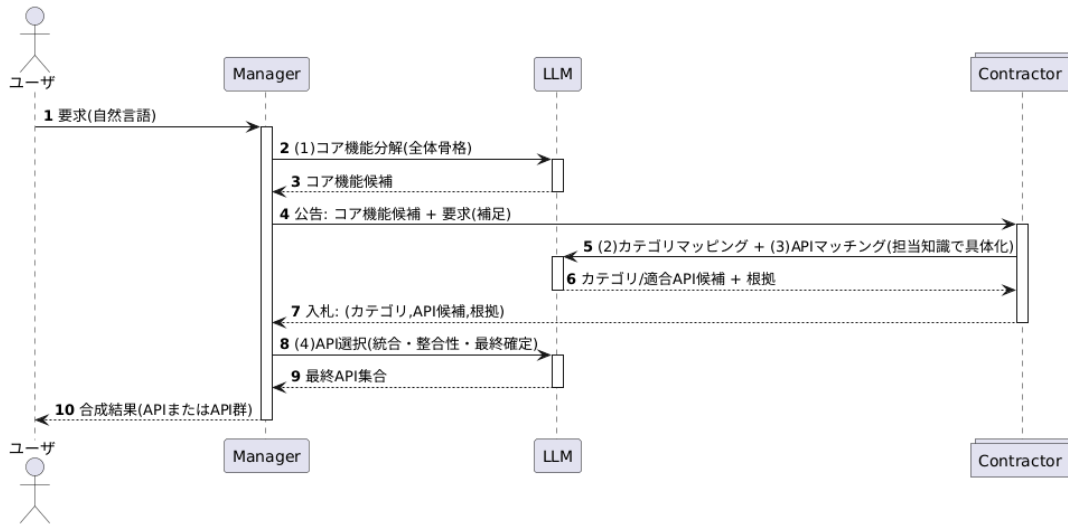 ユーザ
Manager
LLM
Contractor
1 要求(自然言語)
2 (1)コア機能分解(全体骨格)
3 コア機能候補
4 公告: コア機能候補 + 要求(補足)
5 (2)カテゴリマッピング + (3)APIマッチング(担当知識で具体化)
6 カテゴリ/適合API候補 + 根拠
7 入札: (カテゴリ,API候補,根拠)
8 (4)API選択(統合・整合性・最終確定)
9 最終API集合
10 合成結果(APIまたはAPI群)
ユーザ
Manager
LLM
Contractor